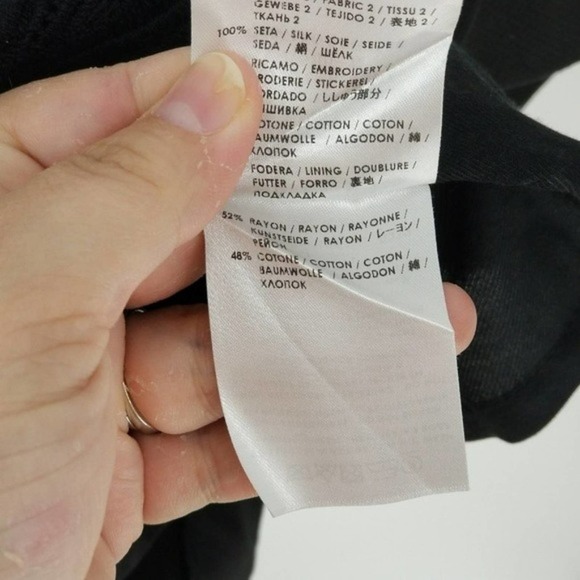 FABRIC 2 / TISSU 2 /
GEWEBE 2 / TEJIDO 2 / 裏地 2 /
ТКАНЬ 2
100% SETA / SILK / SOIE / SEIDE /
SEDA / 絹 / ШЁЛК
RICAMO / EMBROIDERY /
BRODERIE / STICKEREI /
BORDADO / ししゅう部分 /
ВЫШИВКА
COTONE / COTTON / COTON /
BAUMWOLLE / ALGODON / 綿 /
ХЛОПОК
FODERA / LINING / DOUBLURE /
FUTTER / FORRO / 裏地 /
ПОДКЛАДКА
52% RAYON / RAYON / RAYONNE /
KUNSTSEIDE / RAYON / レーヨン /
РЕЙОН
48% COTONE / COTTON / COTON /
BAUMWOLLE / ALGODON / 綿 /
ХЛОПОК